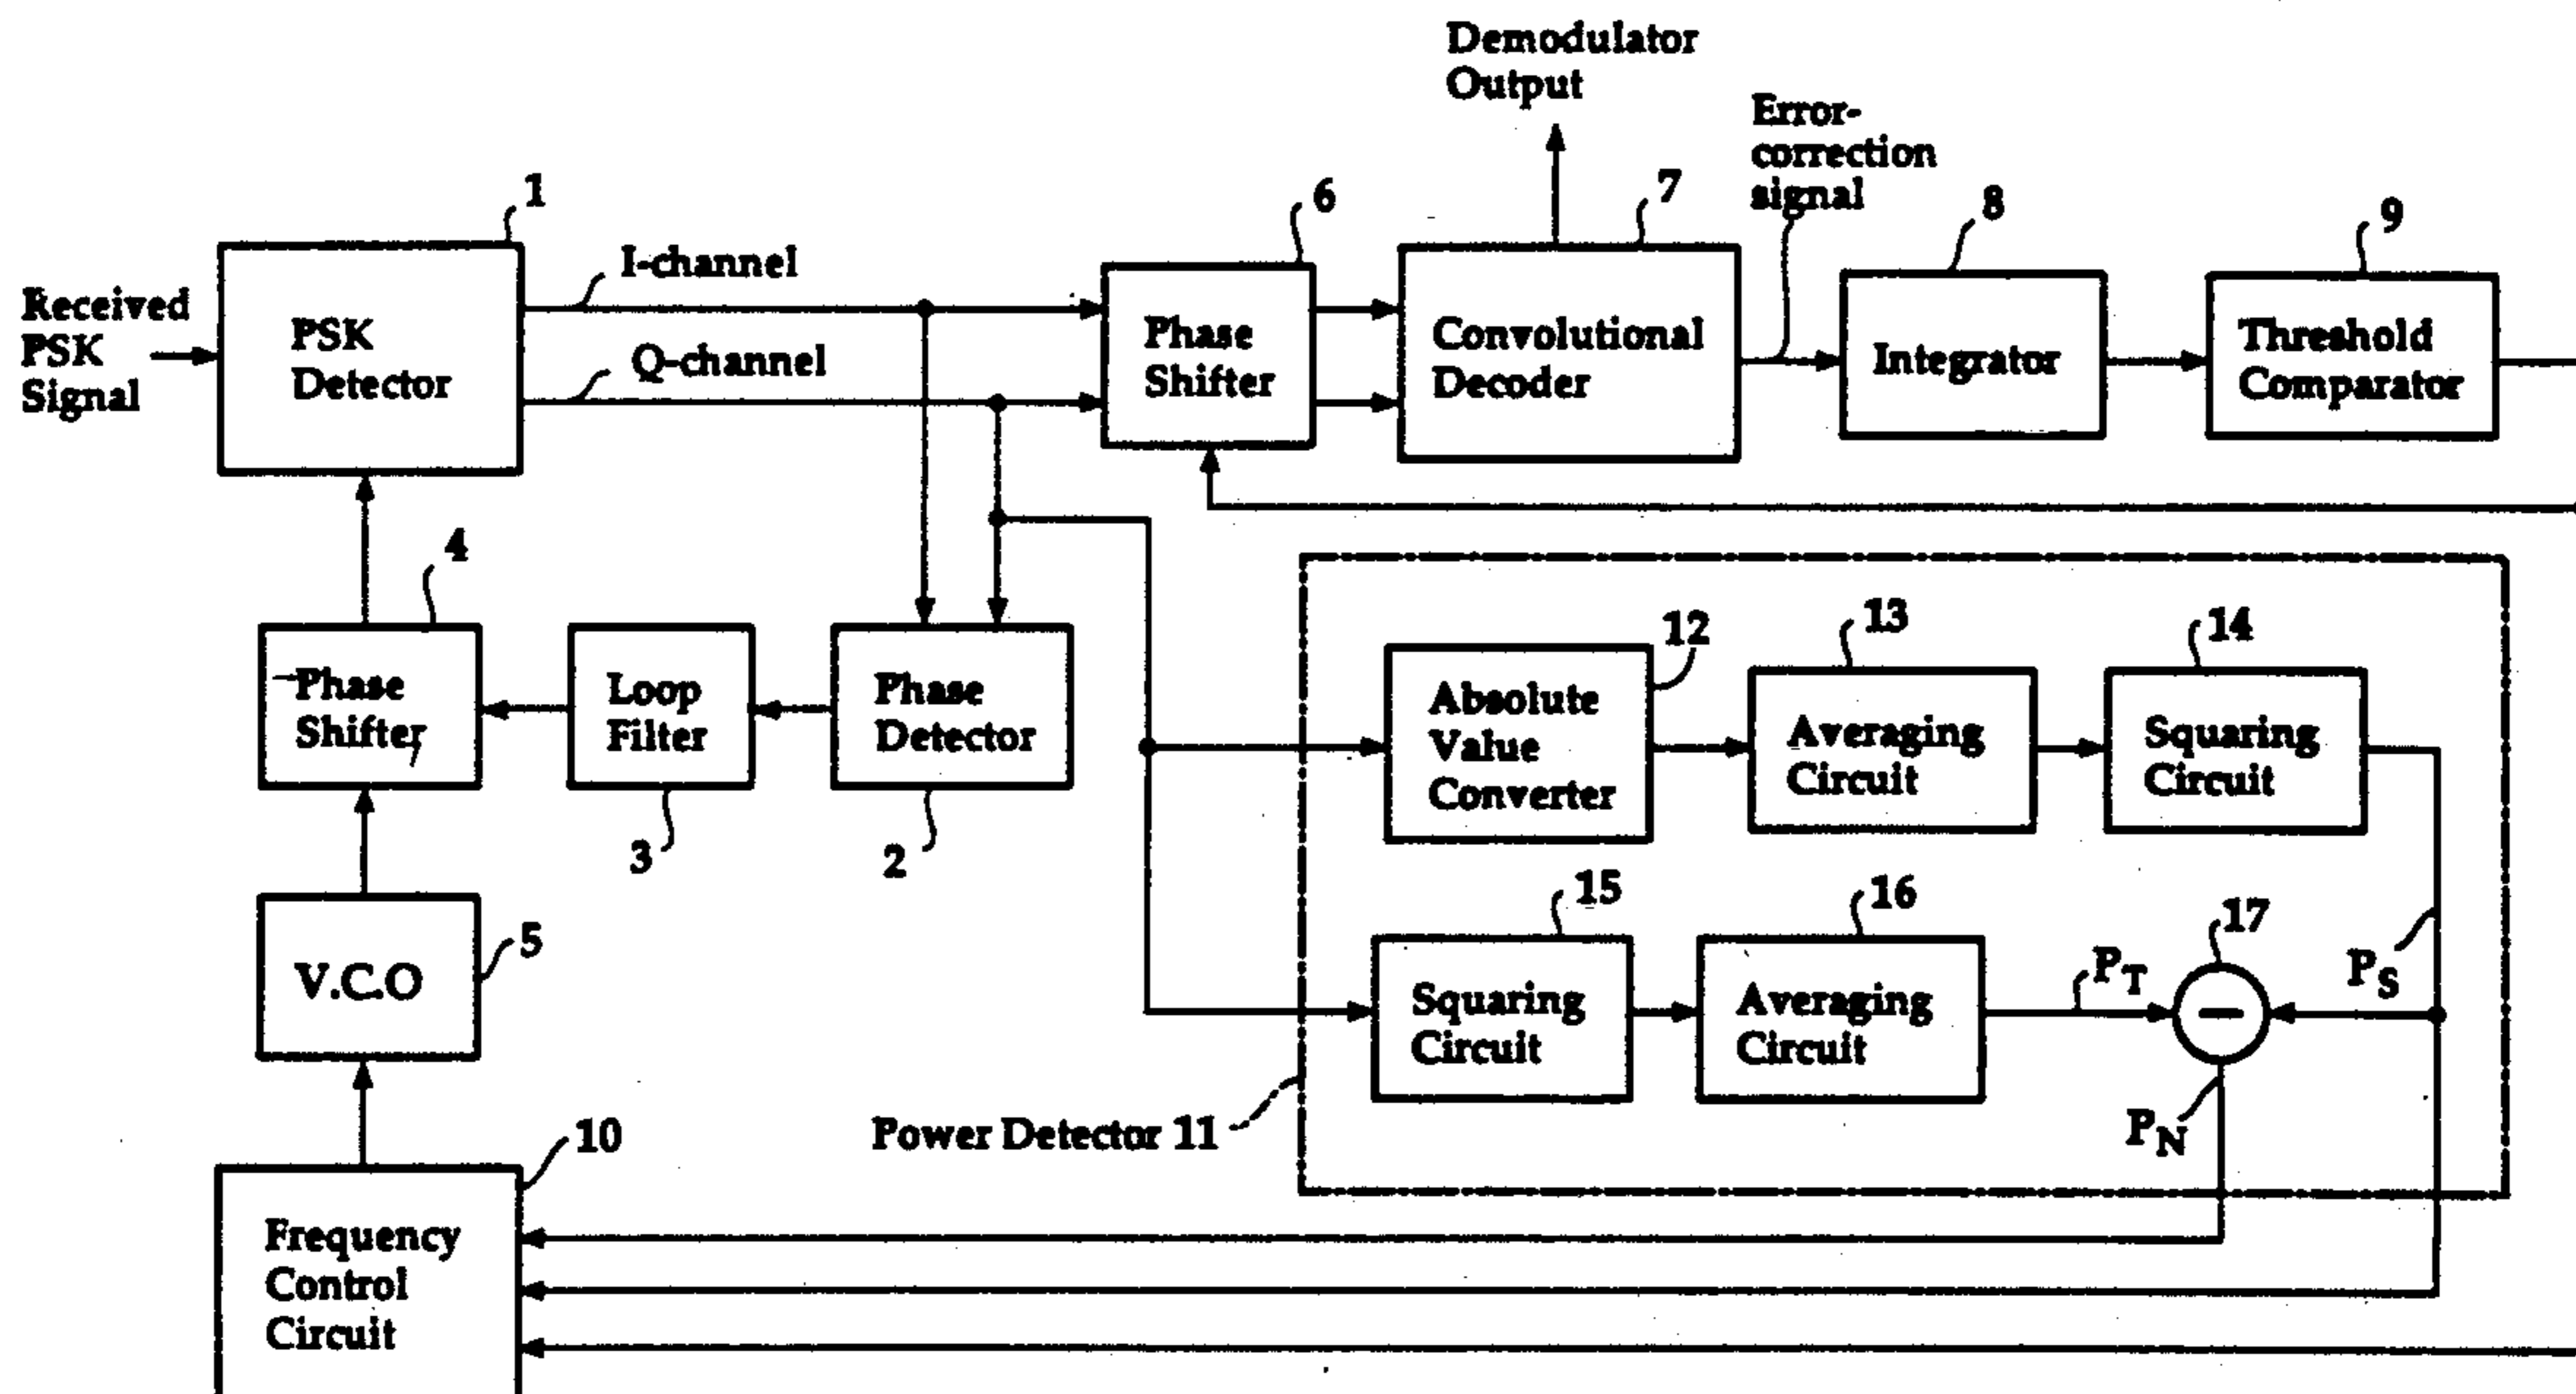 Demodulator
Output
Error-
correction
signal
1
6
7
8
9
I-channel
Q-channel
Received
PSK
Signal
PSK
Detector
Phase
Shifter
Convolutional
Decoder
Integrator
Threshold
Comparator
4
Phase
Shifter
Loop
Filter
3
Phase
Detector
2
12
13
14
Absolute
Value
Converter
Averaging
Circuit
Squaring
Circuit
V.C.O
5
15
16
17
Squaring
Circuit
Averaging
Circuit
PT
PS
PN
Power Detector 11
10
Frequency
Control
Circuit